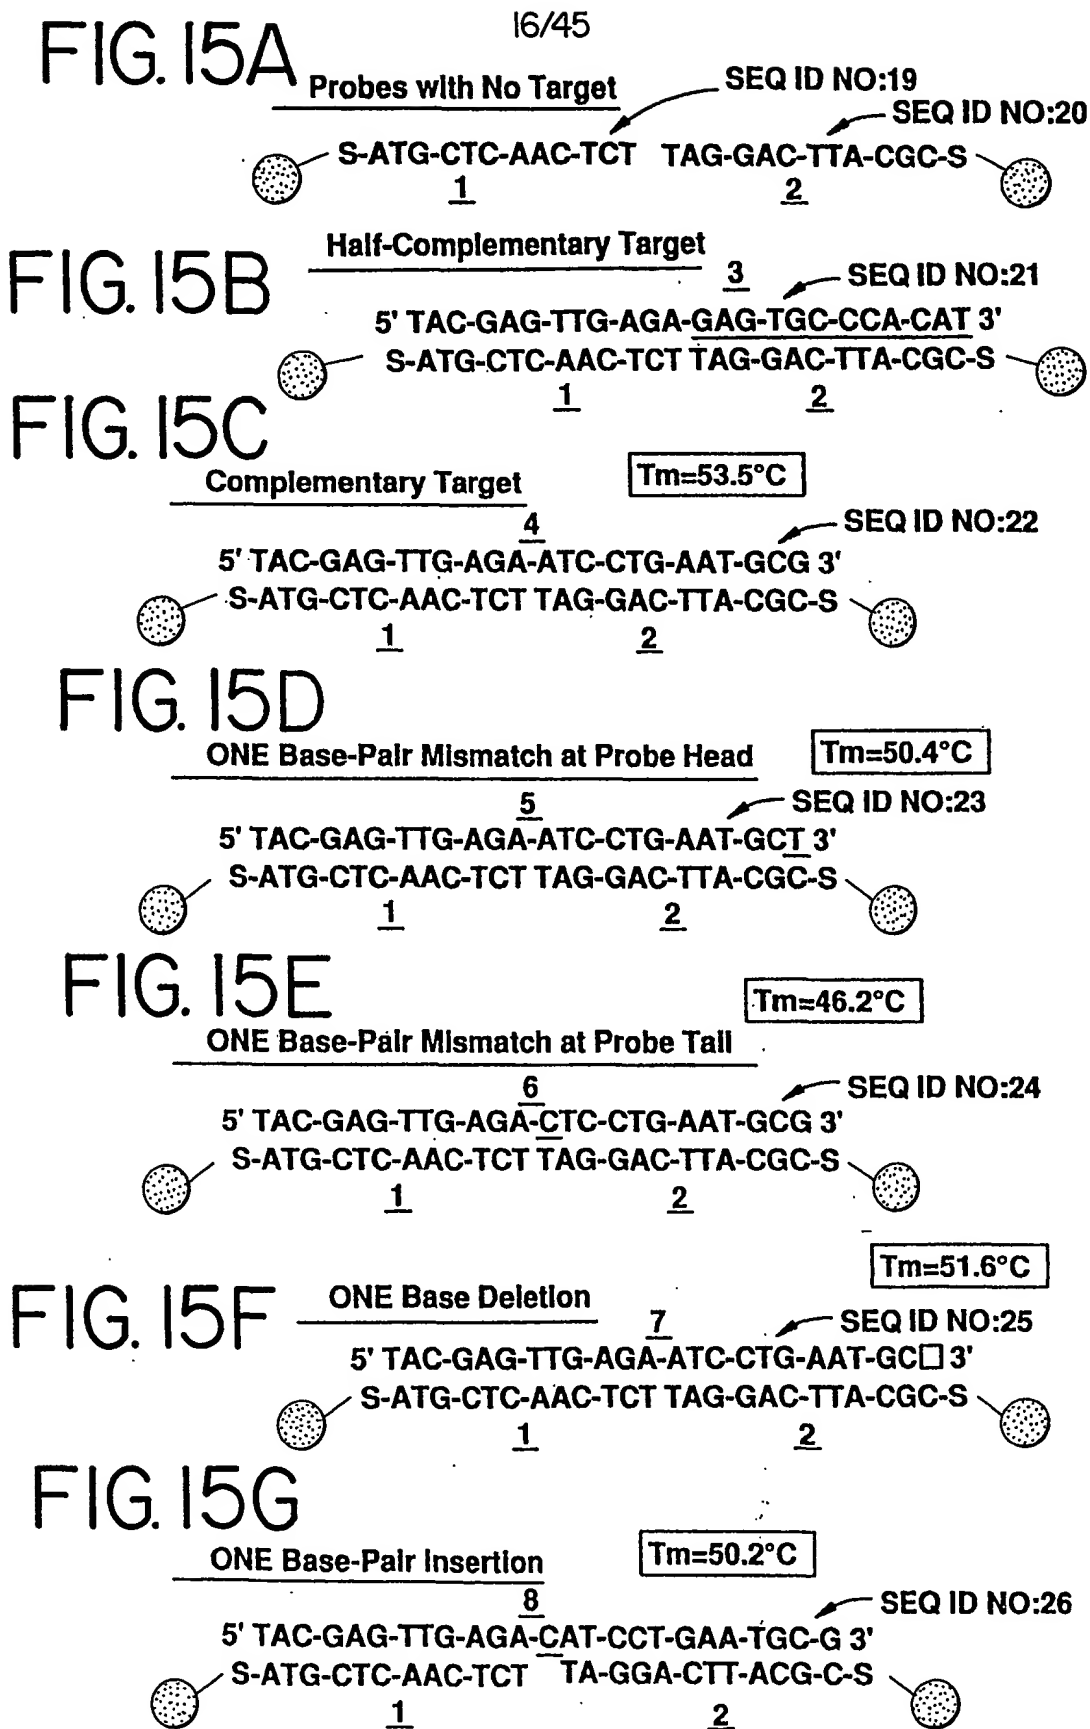 16/45
FIG. 15A
Probes with No Target
SEQ ID NO:19
SEQ ID NO:20
S-ATG-CTC-AAC-TCT TAG-GAC-TTA-CGC-S
1 2
FIG. 15B
Half-Complementary Target
3
SEQ ID NO:21
5' TAC-GAG-TTG-AGA-GAG-TGC-CCA-CAT 3'
S-ATG-CTC-AAC-TCT TAG-GAC-TTA-CGC-S
1 2
FIG. 15C
Complementary Target
Tm=53.5°C
4
SEQ ID NO:22
5' TAC-GAG-TTG-AGA-ATC-CTG-AAT-GCG 3'
S-ATG-CTC-AAC-TCT TAG-GAC-TTA-CGC-S
1 2
FIG. 15D
ONE Base-Pair Mismatch at Probe Head
Tm=50.4°C
5
SEQ ID NO:23
5' TAC-GAG-TTG-AGA-ATC-CTG-AAT-GCT 3'
S-ATG-CTC-AAC-TCT TAG-GAC-TTA-CGC-S
1 2
FIG. 15E
Tm=46.2°C
ONE Base-Pair Mismatch at Probe Tail
6
SEQ ID NO:24
5' TAC-GAG-TTG-AGA-CTC-CTG-AAT-GCG 3'
S-ATG-CTC-AAC-TCT TAG-GAC-TTA-CGC-S
1 2
Tm=51.6°C
FIG. 15F
ONE Base Deletion
7
SEQ ID NO:25
5' TAC-GAG-TTG-AGA-ATC-CTG-AAT-GC□ 3'
S-ATG-CTC-AAC-TCT TAG-GAC-TTA-CGC-S
1 2
FIG. 15G
ONE Base-Pair Insertion
Tm=50.2°C
8
SEQ ID NO:26
5' TAC-GAG-TTG-AGA-CAT-CCT-GAA-TGC-G 3'
S-ATG-CTC-AAC-TCT TA-GGA-CTT-ACG-C-S
1 2